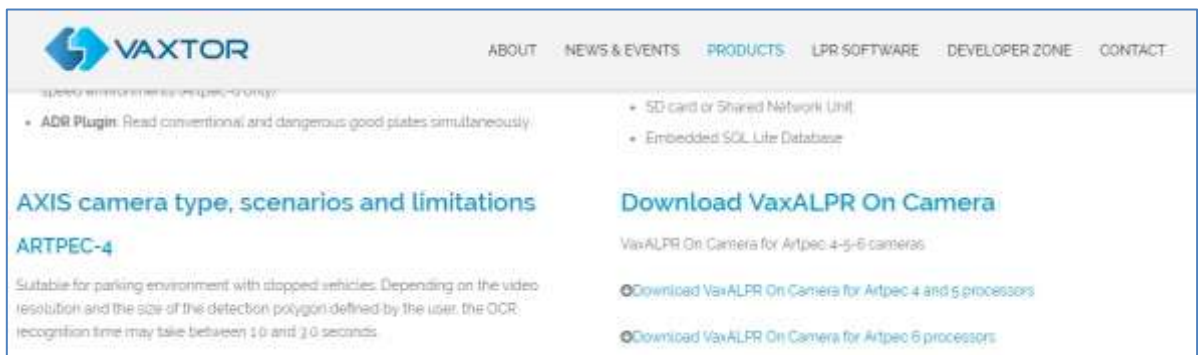 VAXTOR
ABOUT NEWS & EVENTS PRODUCTS LPR SOFTWARE DEVELOPER ZONE CONTACT
speed environments (Artpec-6 only)
• ADR Plugin: Read conventional and dangerous good plates simultaneously
• SD card or Shared Network Unit
• Embedded SQL Lite Database
AXIS camera type, scenarios and limitations
ARTPEC-4
Suitable for parking environment with stopped vehicles. Depending on the video
resolution and the size of the detection polygon defined by the user, the OCR
recognition time may take between 1.0 and 3.0 seconds.
Download VaxALPR On Camera
VaxALPR On Camera for Artpec 4-5-6 cameras
Download VaxALPR On Camera for Artpec 4 and 5 processors
Download VaxALPR On Camera for Artpec 6 processors